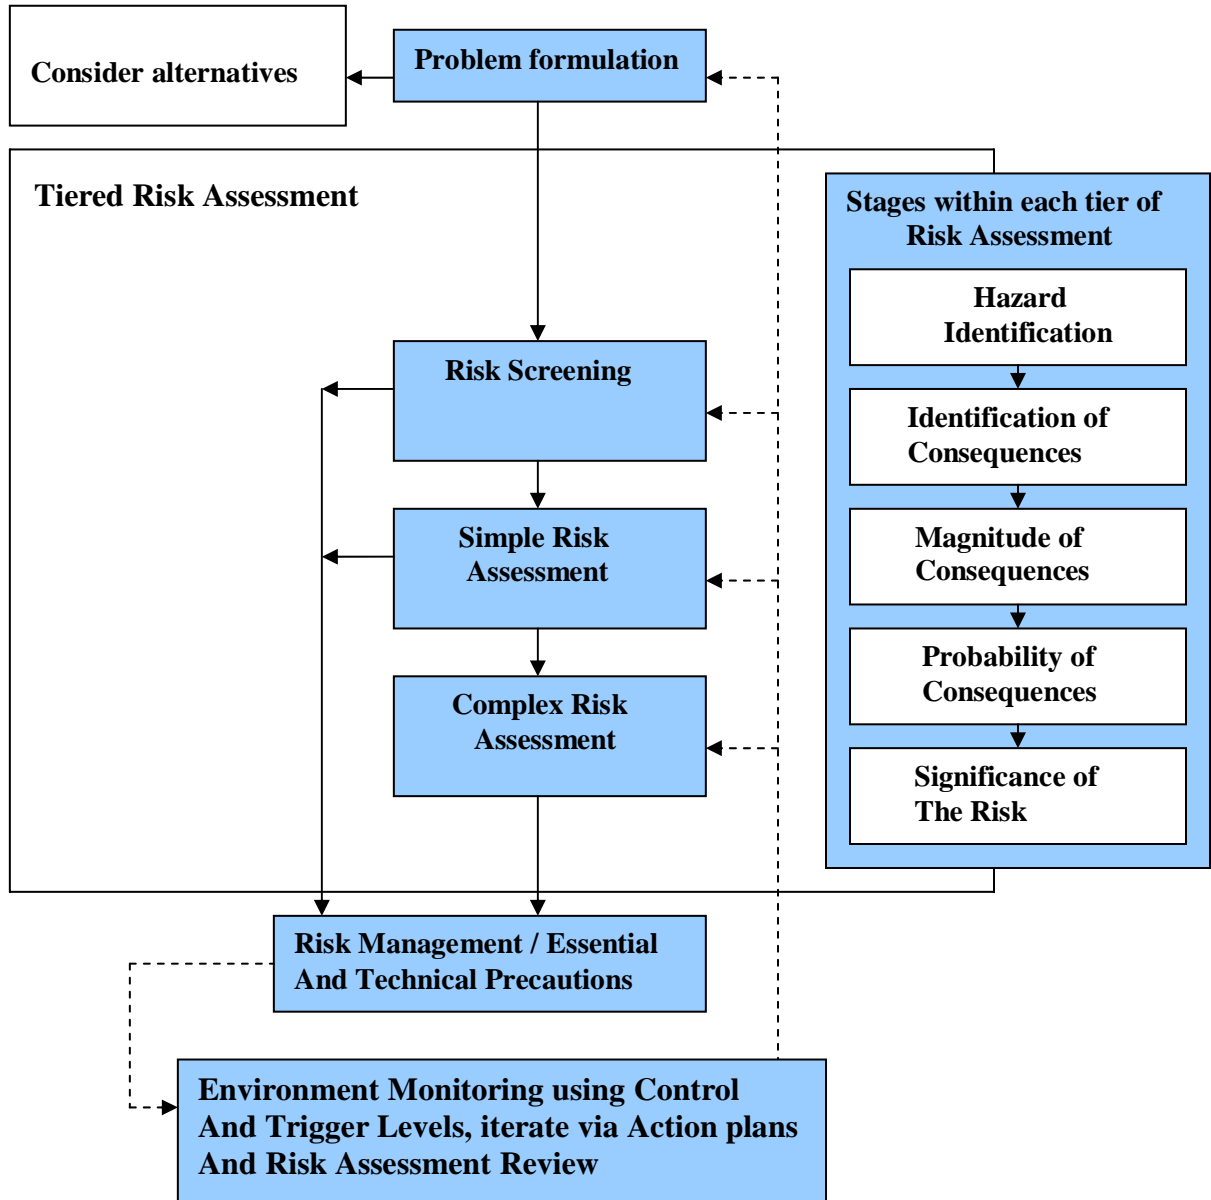 Consider alternatives
Problem formulation
Tiered Risk Assessment
Stages within each tier of
Risk Assessment
Hazard
Identification
Identification of
Consequences
Magnitude of
Consequences
Probability of
Consequences
Significance of
The Risk
Risk Screening
Simple Risk
Assessment
Complex Risk
Assessment
Risk Management / Essential
And Technical Precautions
Environment Monitoring using Control
And Trigger Levels, iterate via Action plans
And Risk Assessment Review